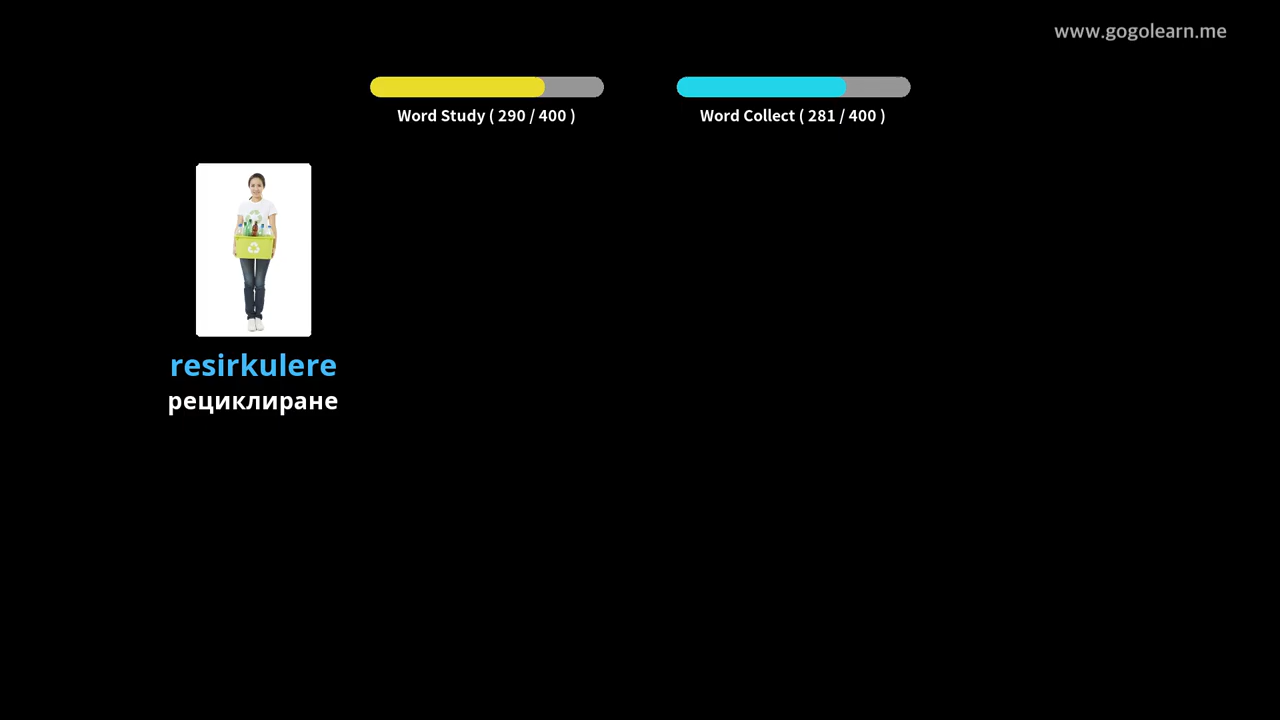 www.gogolearn.me
Word Study ( 290 / 400 )
Word Collect ( 281 / 400 )
resirkulere
рециклиране